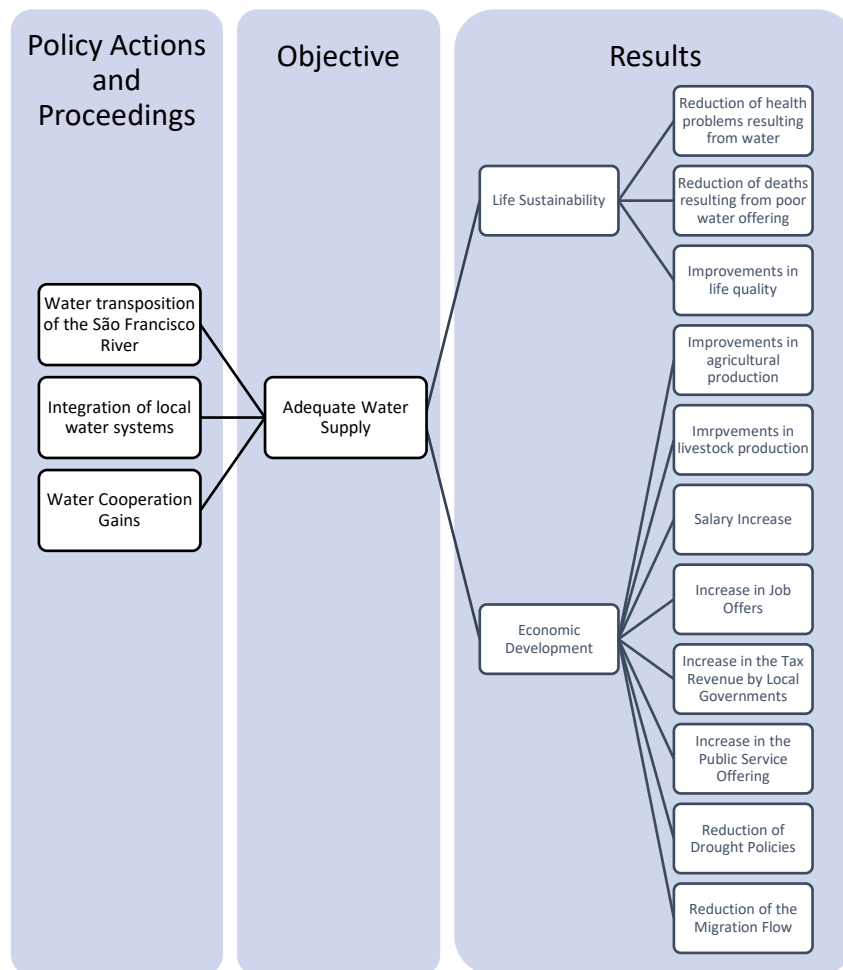 Policy Actions
and
Proceedings
Objective
Results
Water transposition
of the São Francisco
River
Integration of local
water systems
Water Cooperation
Gains
Adequate Water
Supply
Life Sustainability
Reduction of health
problems resulting
from water
Reduction of deaths
resulting from poor
water offering
Improvements in
life quality
Economic
Development
Improvements in
agricultural
production
Imrpvements in
livestock production
Salary Increase
Increase in Job
Offers
Increase in the Tax
Revenue by Local
Governments
Increase in the
Public Service
Offering
Reduction of
Drought Policies
Reduction of the
Migration Flow